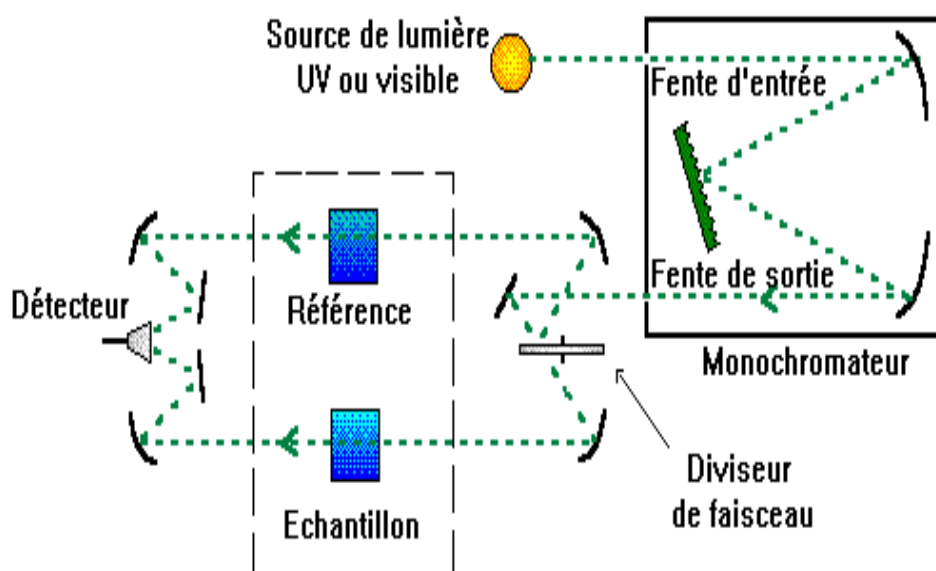 Source de lumière
UV ou visible
Fente d'entrée
Fente de sortie
Monochromateur
Détecteur
Référence
Echantillon
Diviseur
de faisceau